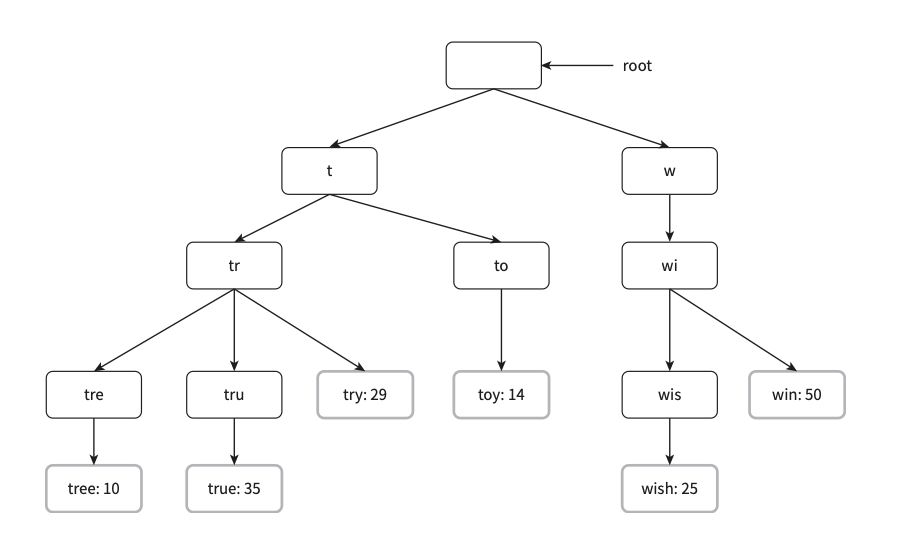 root
t
w
tr
to
wi
tre
tru
try: 29
toy: 14
wis
win: 50
tree: 10
true: 35
wish: 25